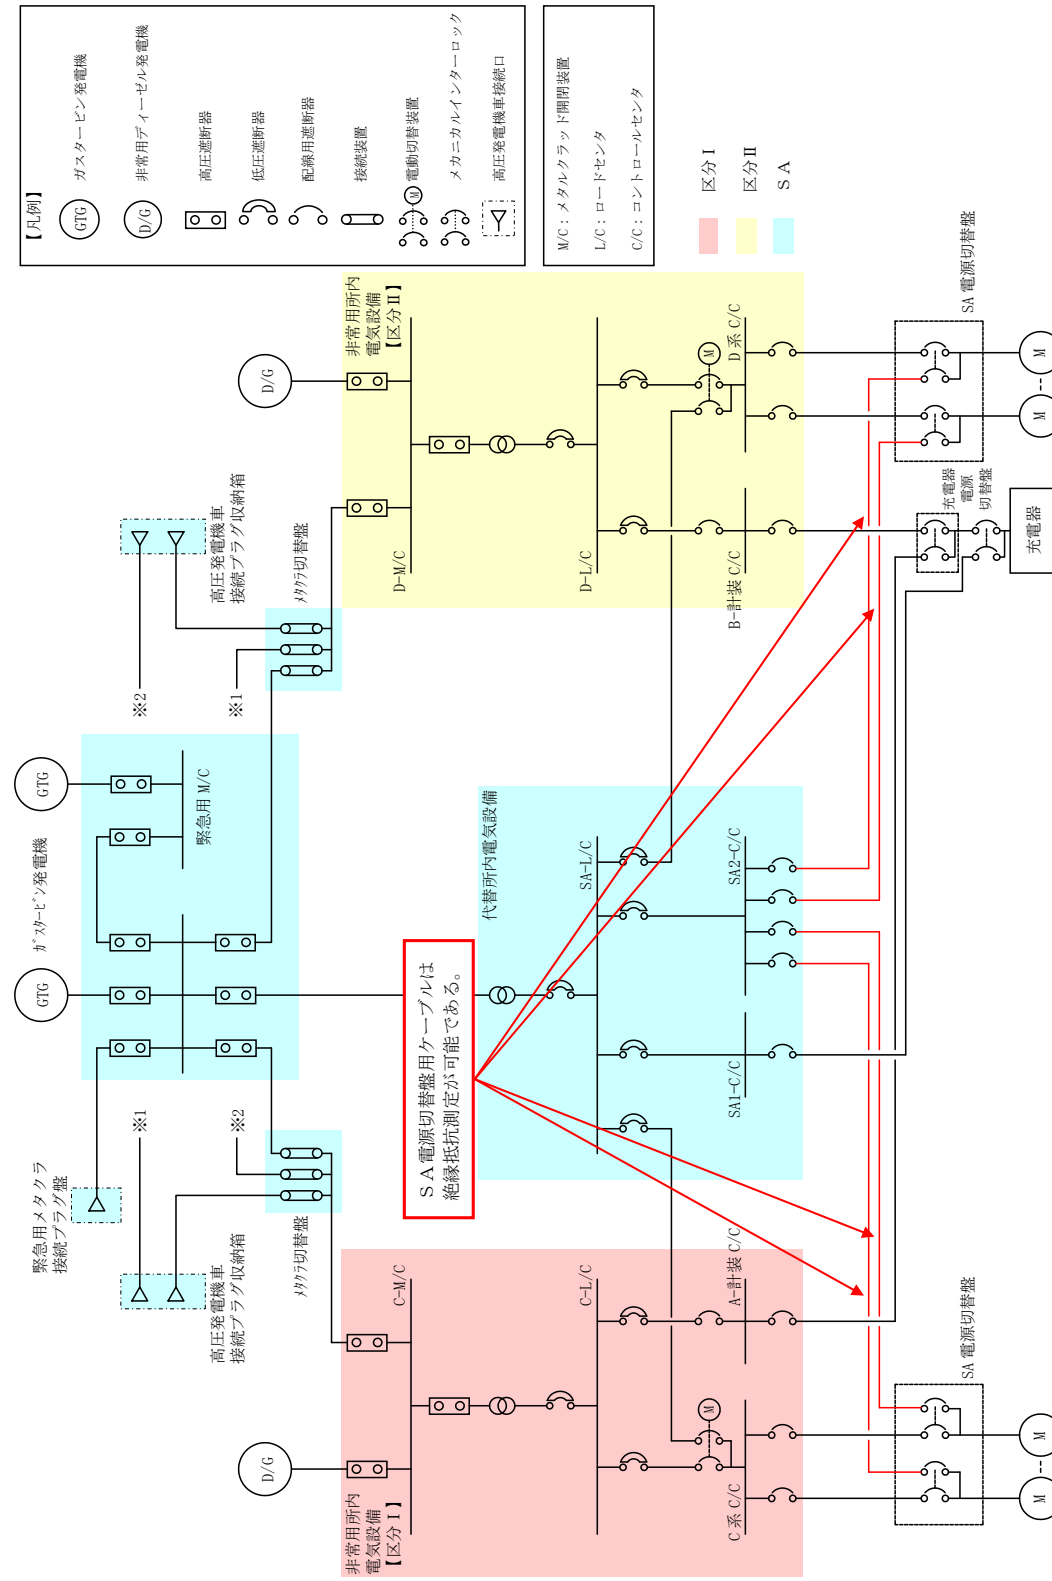 【凡例】
GTG
ガスタービン発電機
D/G
非常用ディーゼル発電機
高圧遮断器
低圧遮断器
配線用遮断器
接続装置
M
電動切替装置
メカニカルインターロック
高圧発電機車接続口
M/C：メタルクラッド開閉装置
L/C：ロードセンタ
C/C：コントロールセンタ
区分Ⅰ
区分Ⅱ
ＳＡ
緊急用メタクラ
接続プラグ盤
ｶﾞｽﾀｰﾋﾞﾝ発電機
GTG
GTG
緊急用 M/C
※1
※2
高圧発電機車
接続プラグ収納箱
ﾒﾀｸﾗ切替盤
※2
※1
高圧発電機車
接続プラグ収納箱
ﾒﾀｸﾗ切替盤
D/G
非常用所内
電気設備
【区分Ⅰ】
C-M/C
C-L/C
M
C 系 C/C
A-計装 C/C
ＳＡ電源切替盤用ケーブルは
絶縁抵抗測定が可能である。
代替所内電気設備
SA-L/C
SA1-C/C
SA2-C/C
D/G
非常用所内
電気設備
【区分Ⅱ】
D-M/C
D-L/C
M
B-計装 C/C
D 系 C/C
SA 電源切替盤
M
M
充電器
電源
切替盤
充電器
SA 電源切替盤
M
M